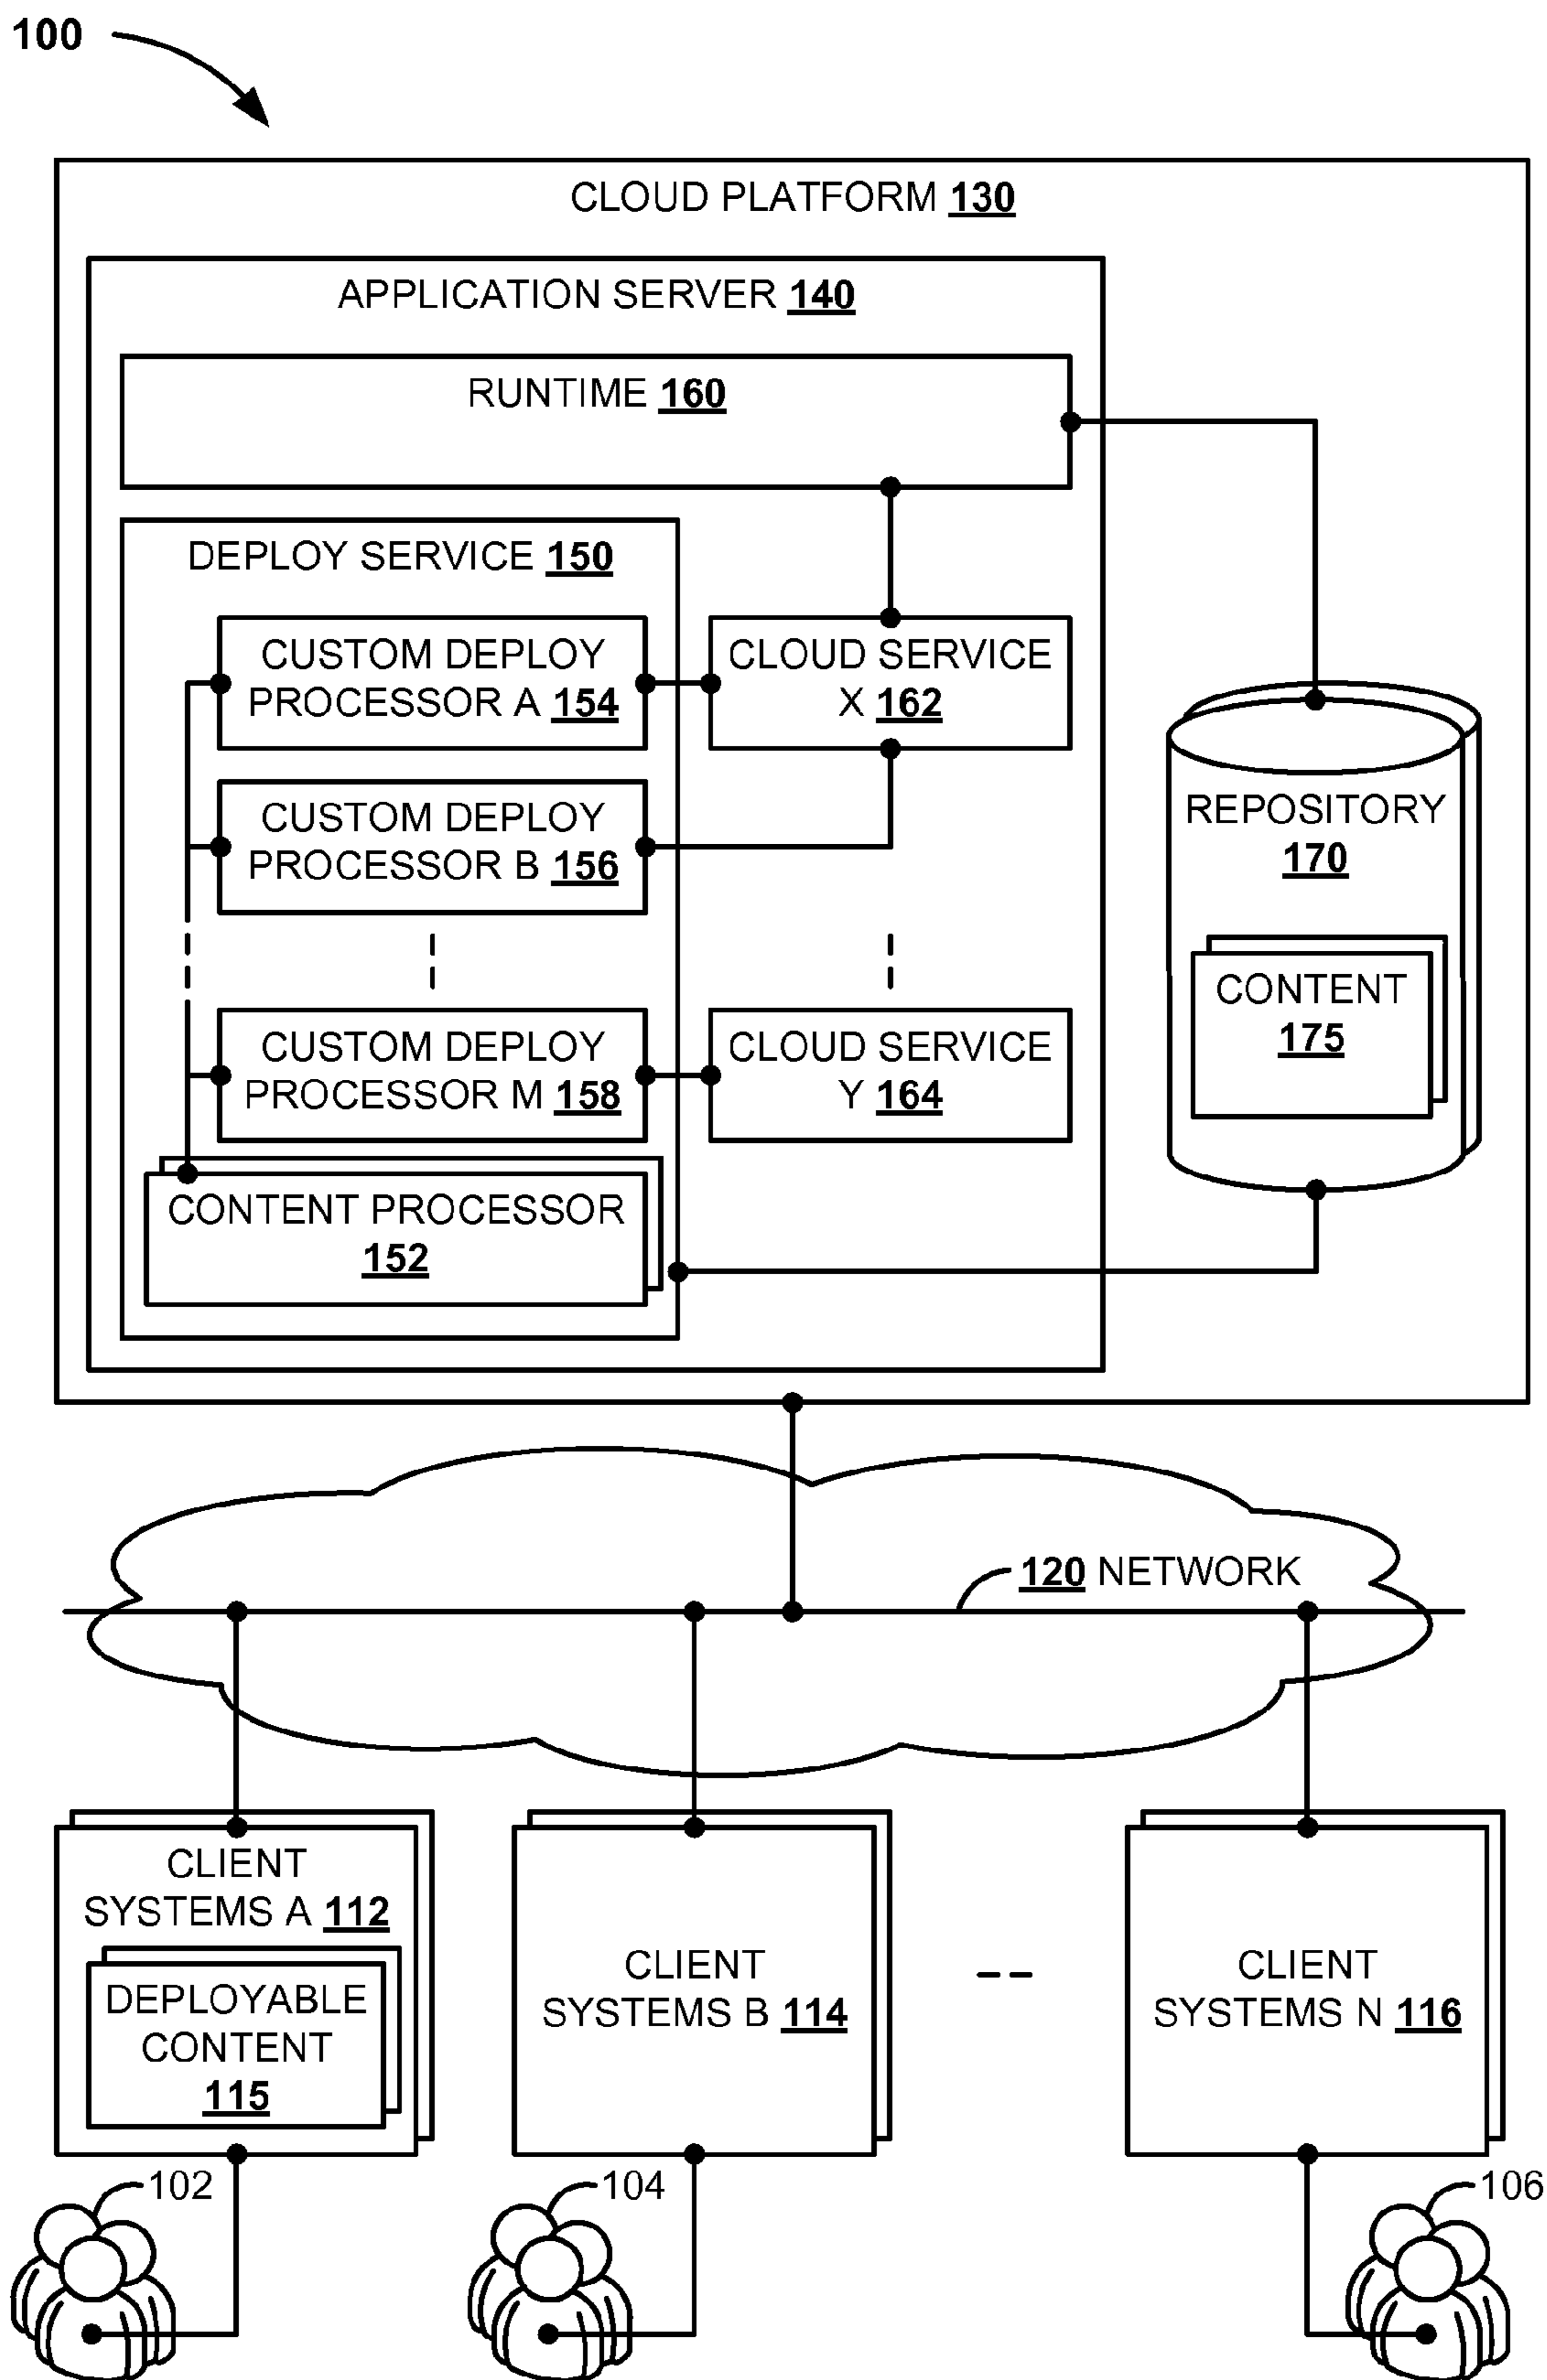 100
CLOUD PLATFORM 130
APPLICATION SERVER 140
RUNTIME 160
DEPLOY SERVICE 150
CUSTOM DEPLOY
PROCESSOR A 154
CLOUD SERVICE
X 162
CUSTOM DEPLOY
PROCESSOR B 156
REPOSITORY
170
CONTENT
175
CUSTOM DEPLOY
PROCESSOR M 158
CLOUD SERVICE
Y 164
CONTENT PROCESSOR
152
120 NETWORK
CLIENT
SYSTEMS A 112
DEPLOYABLE
CONTENT
115
CLIENT
SYSTEMS B 114
CLIENT
SYSTEMS N 116
102
104
106